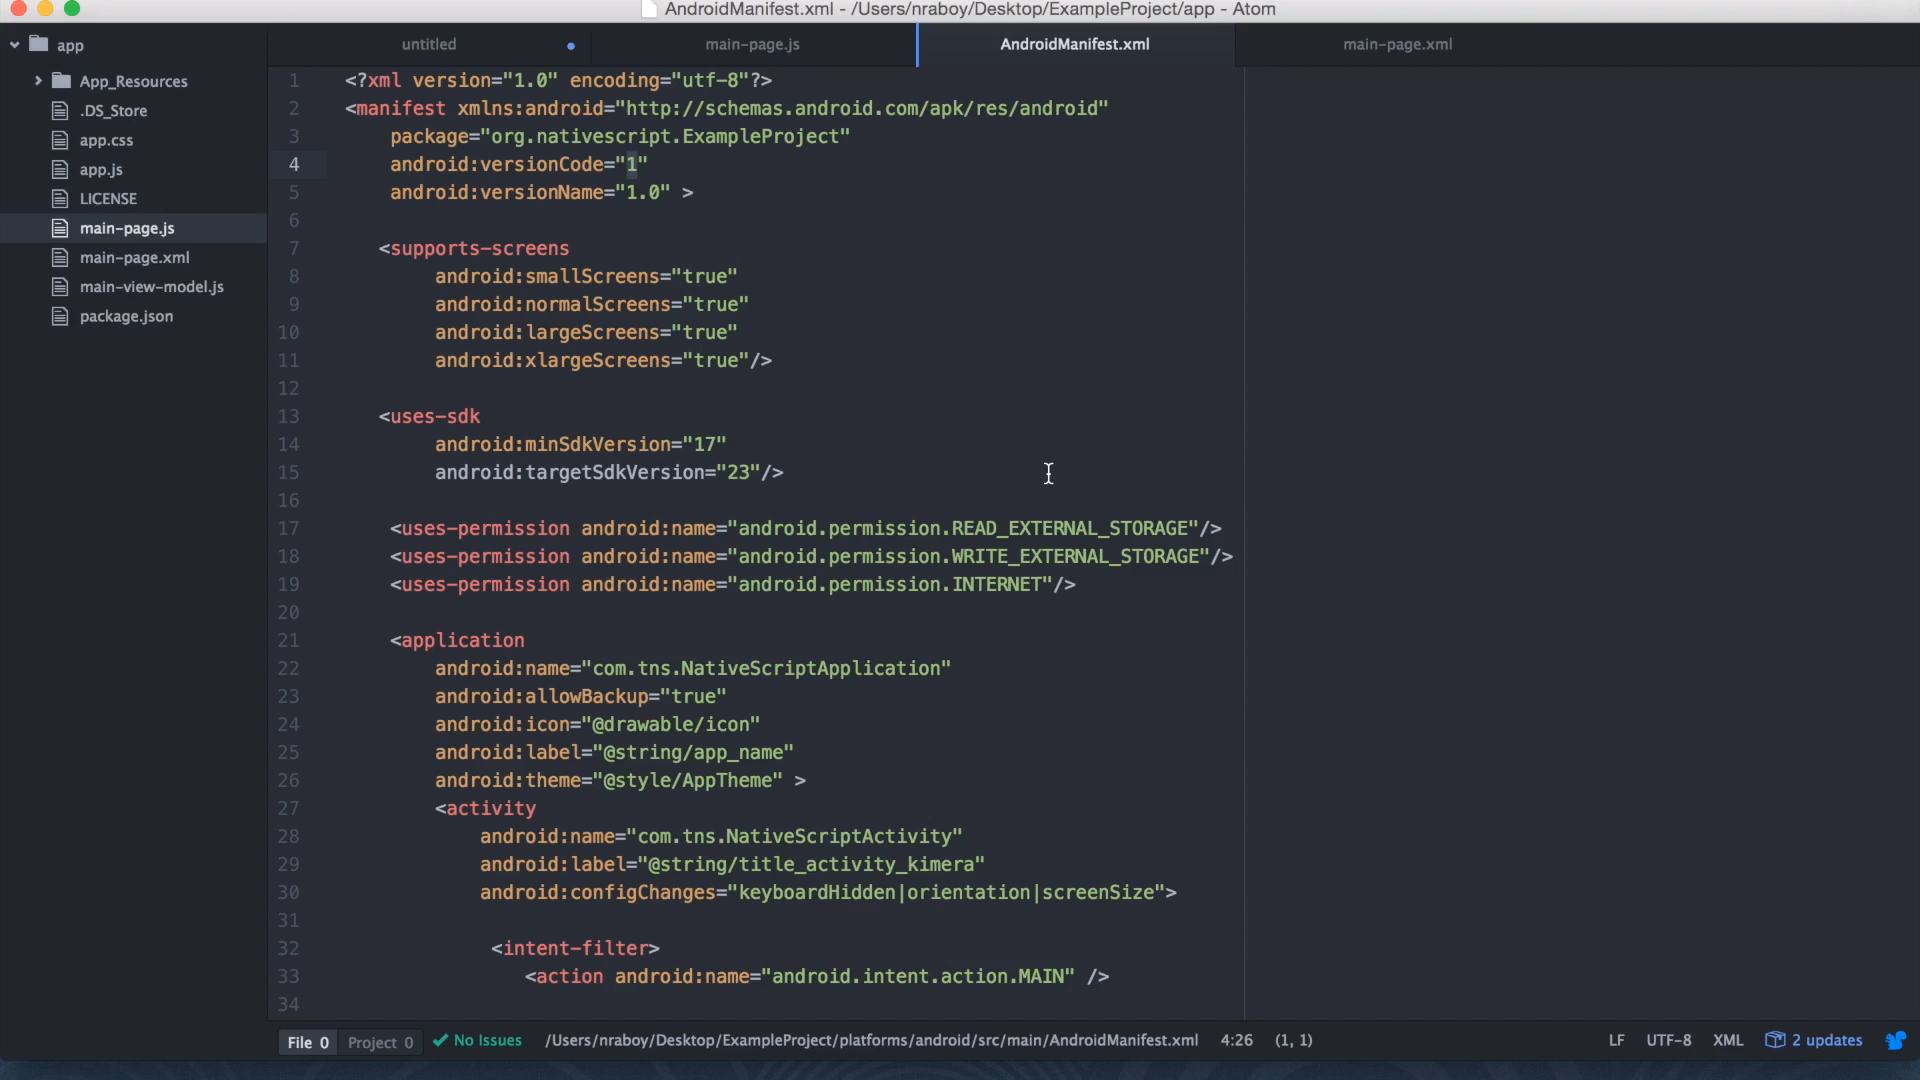 AndroidManifest.xml - /Users/nraboy/Desktop/ExampleProject/app - Atom
app
App_Resources
.DS_Store
app.css
app.js
LICENSE
main-page.js
main-page.xml
main-view-model.js
package.json
untitled
main-page.js
AndroidManifest.xml
main-page.xml
1 <?xml version="1.0" encoding="utf-8"?>
2 <manifest xmlns:android="http://schemas.android.com/apk/res/android"
3 package="org.nativescript.ExampleProject"
4 android:versionCode="1"
5 android:versionName="1.0" >
6
7 <supports-screens
8 android:smallScreens="true"
9 android:normalScreens="true"
10 android:largeScreens="true"
11 android:xlargeScreens="true"/>
12
13 <uses-sdk
14 android:minSdkVersion="17"
15 android:targetSdkVersion="23"/>
16
17 <uses-permission android:name="android.permission.READ_EXTERNAL_STORAGE"/>
18 <uses-permission android:name="android.permission.WRITE_EXTERNAL_STORAGE"/>
19 <uses-permission android:name="android.permission.INTERNET"/>
20
21 <application
22 android:name="com.tns.NativeScriptApplication"
23 android:allowBackup="true"
24 android:icon="@drawable/icon"
25 android:label="@string/app_name"
26 android:theme="@style/AppTheme" >
27 <activity
28 android:name="com.tns.NativeScriptActivity"
29 android:label="@string/title_activity_kimera"
30 android:configChanges="keyboardHidden|orientation|screenSize">
31
32 <intent-filter>
33 <action android:name="android.intent.action.MAIN" />
34
File 0 Project 0 No Issues /Users/nraboy/Desktop/ExampleProject/platforms/android/src/main/AndroidManifest.xml 4:26 (1, 1) LF UTF-8 XML 2 updates